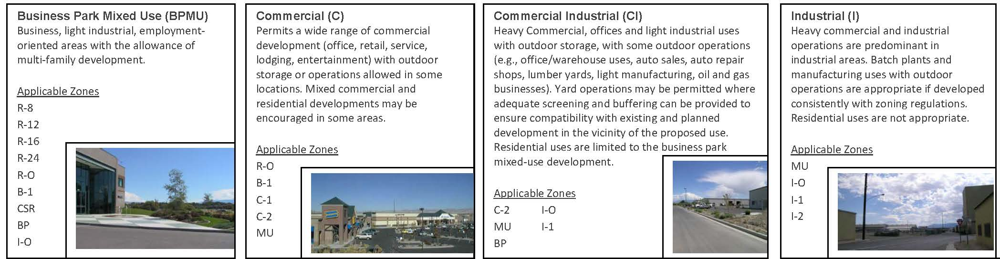 Business Park Mixed Use (BPMU)
Business, light industrial, employment-
oriented areas with the allowance of
multi-family development.
Applicable Zones
R-8
R-12
R-16
R-24
R-O
B-1
CSR
BP
I-O
Commercial (C)
Permits a wide range of commercial
development (office, retail, service,
lodging, entertainment) with outdoor
storage or operations allowed in some
locations. Mixed commercial and
residential developments may be
encouraged in some areas.
Applicable Zones
R-O
B-1
C-1
C-2
MU
Commercial Industrial (CI)
Heavy Commercial, offices and light industrial uses
with outdoor storage, with some outdoor operations
(e.g., office/warehouse uses, auto sales, auto repair
shops, lumber yards, light manufacturing, oil and gas
businesses). Yard operations may be permitted where
adequate screening and buffering can be provided to
ensure compatibility with existing and planned
development in the vicinity of the proposed use.
Residential uses are limited to the business park
mixed-use development.
Applicable Zones
C-2 I-O
MU I-1
BP
Industrial (I)
Heavy commercial and industrial
operations are predominant in
industrial areas. Batch plants and
manufacturing uses with outdoor
operations are appropriate if developed
consistently with zoning regulations.
Residential uses are not appropriate.
Applicable Zones
MU
I-O
I-1
I-2